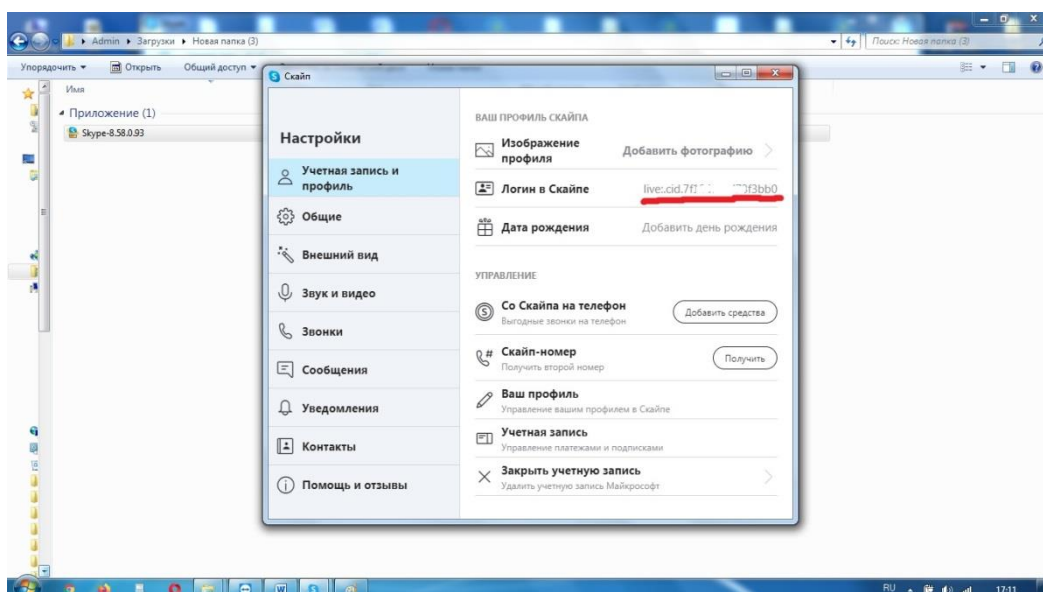 Admin ▸ Загрузки ▸ Новая папка (3)
Поиск: Новая папка (3)
Упорядочить
Открыть
Общий доступ
Имя
Приложение (1)
Skype-8.58.0.93
Скайп
Настройки
Учетная запись и
профиль
Общие
Внешний вид
Звук и видео
Звонки
Сообщения
Уведомления
Контакты
Помощь и отзывы
ВАШ ПРОФИЛЬ СКАЙПА
Изображение
профиля
Добавить фотографию
Логин в Скайпе
live:.cid.7f1
f3bb0
Дата рождения
Добавить день рождения
УПРАВЛЕНИЕ
Со Скайпа на телефон
Выгодные звонки на телефон
Добавить средства
Скайп-номер
Получить второй номер
Получить
Ваш профиль
Управление вашим профилем в Скайпе
Учетная запись
Управление платежами и подписками
Закрыть учетную запись
Удалить учетную запись Майкрософт
RU
17:11